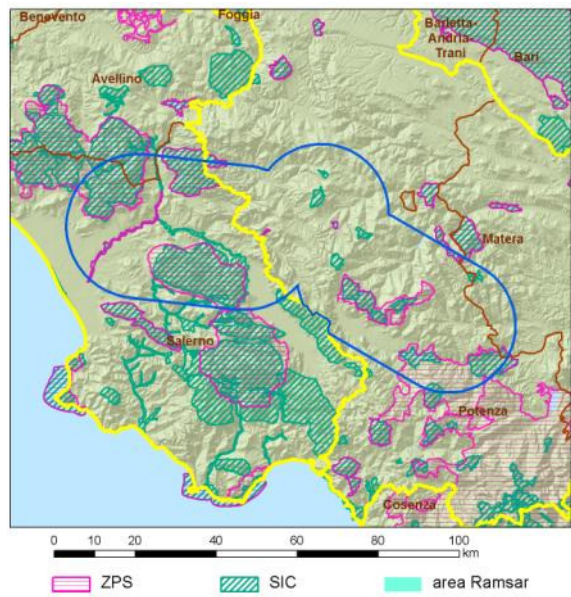 Benevento
Foggia
Barletta-
Andria-
Trani
Bari
Avellino
Matera
Salerno
Potenza
Cosenza
0 10 20 40 60 80 100
km
ZPS
SIC
area Ramsar